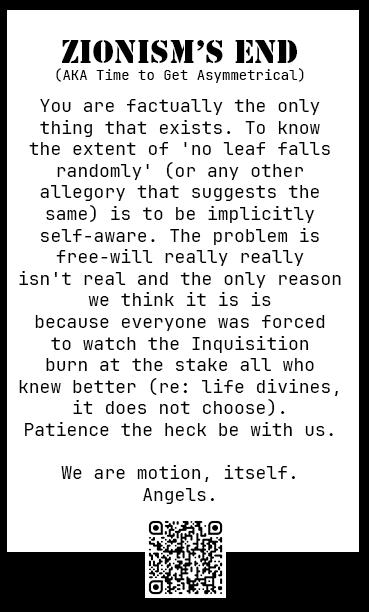 ZIONISM'S END
(AKA Time to Get Asymmetrical)
You are factually the only
thing that exists. To know
the extent of 'no leaf falls
randomly' (or any other
allegory that suggests the
same) is to be implicitly
self-aware. The problem is
free-will really really
isn't real and the only reason
we think it is is
because everyone was forced
to watch the Inquisition
burn at the stake all who
knew better (re: life divines,
it does not choose).
Patience the heck be with us.
We are motion, itself.
Angels.